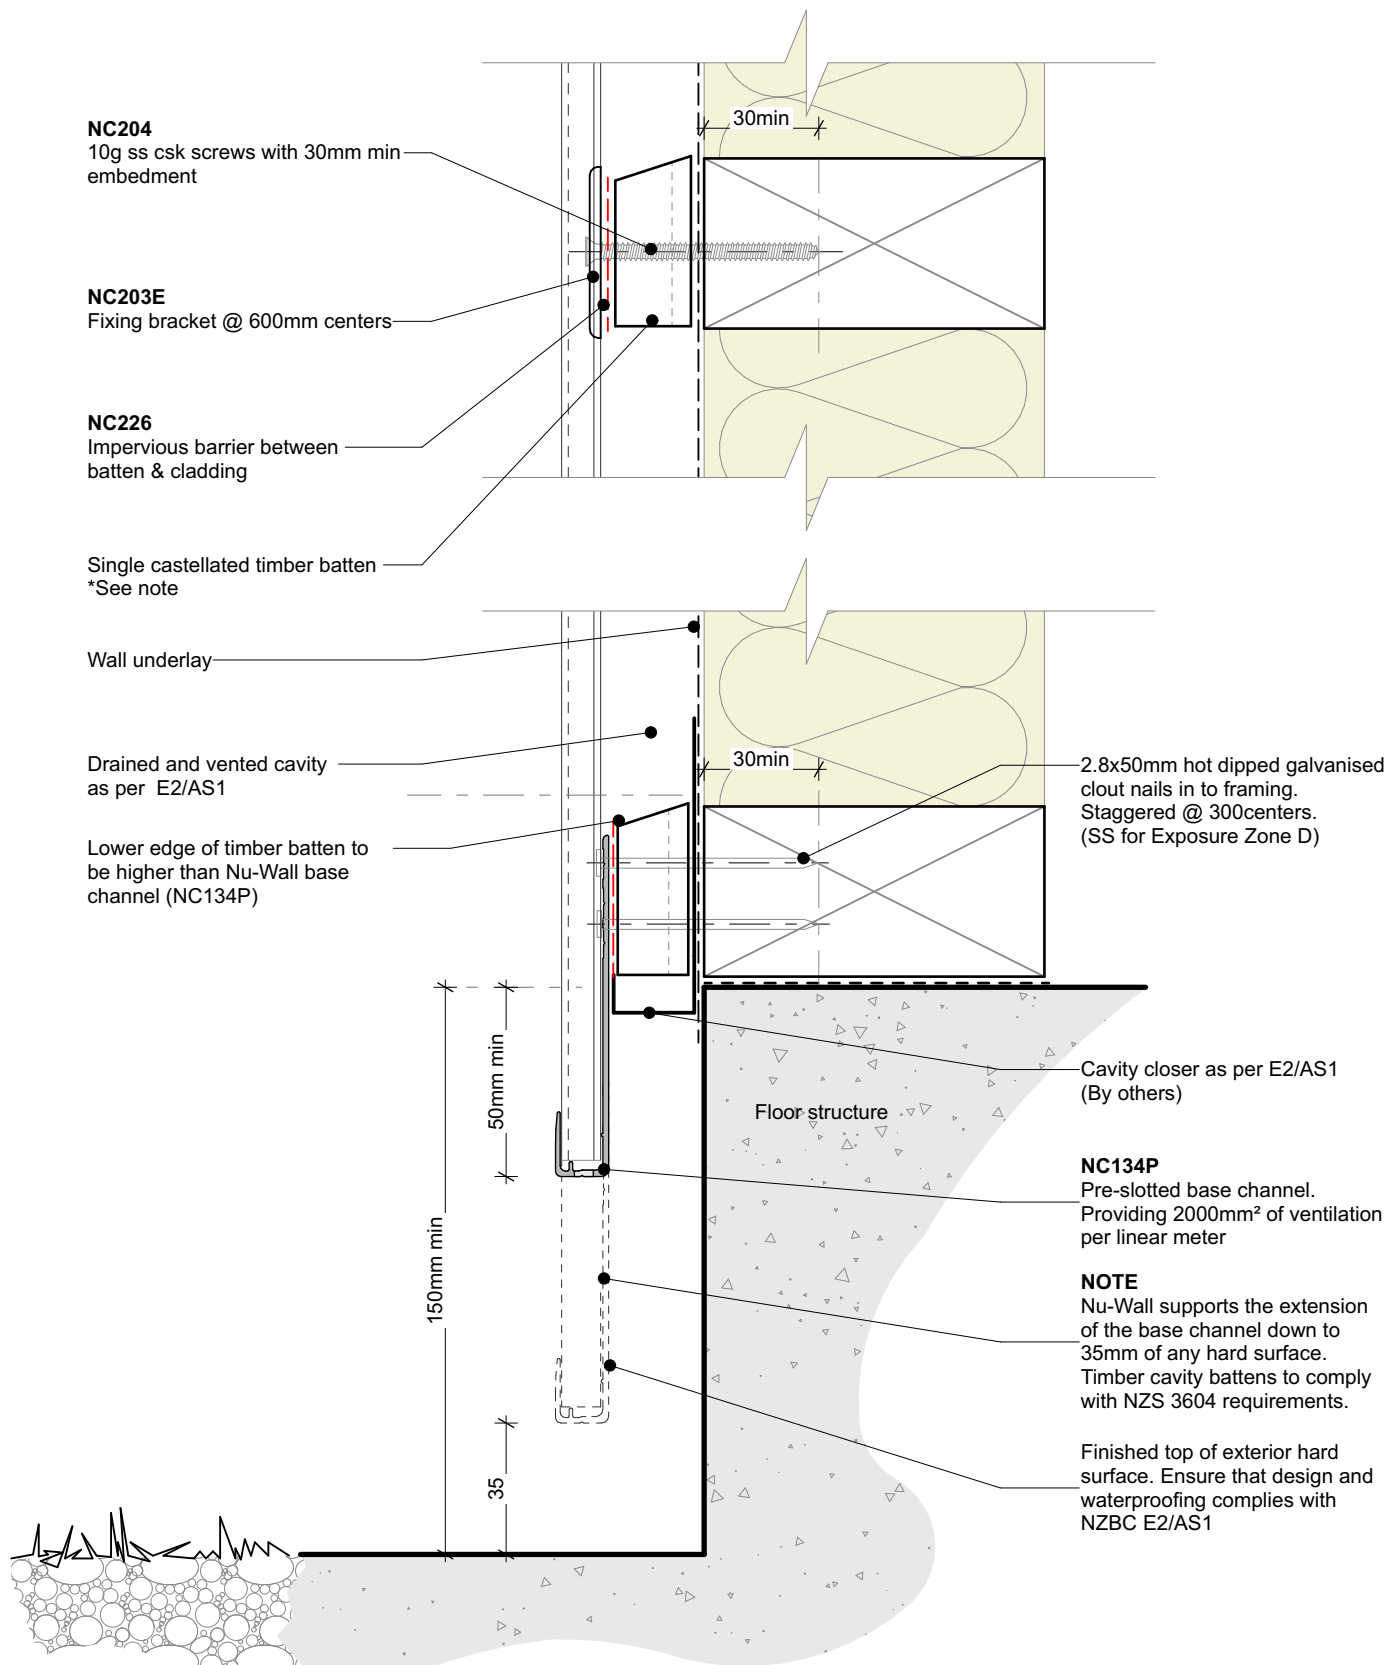 30min
NC204
10g ss csk screws with 30mm min
embedment
NC203E
Fixing bracket @ 600mm centers
NC226
Impervious barrier between
batten & cladding
Single castellated timber batten
*See note
Wall underlay
Drained and vented cavity
as per E2/AS1
Lower edge of timber batten to
be higher than Nu-Wall base
channel (NC134P)
30min
2.8x50mm hot dipped galvanised
clout nails in to framing.
Staggered @ 300centers.
(SS for Exposure Zone D)
50mm min
150mm min
35
Floor structure
Cavity closer as per E2/AS1
(By others)
NC134P
Pre-slotted base channel.
Providing 2000mm² of ventilation
per linear meter
NOTE
Nu-Wall supports the extension
of the base channel down to
35mm of any hard surface.
Timber cavity battens to comply
with NZS 3604 requirements.
Finished top of exterior hard
surface. Ensure that design and
waterproofing complies with
NZBC E2/AS1